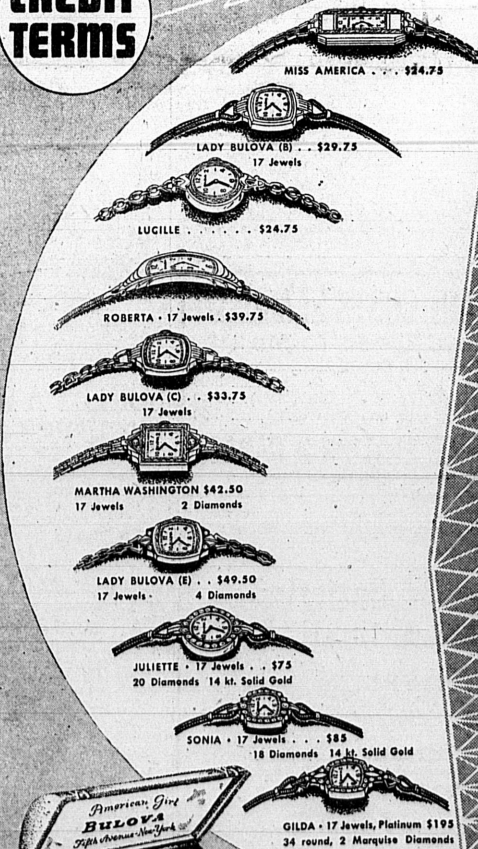 CREDIT
TERMS
MISS AMERICA . . . $24.75
LADY BULOVA (B) . . $29.75
17 Jewels
LUCILLE . . . . . . $24.75
ROBERTA • 17 Jewels . $39.75
LADY BULOVA (C) . . $33.75
17 Jewels
MARTHA WASHINGTON $42.50
17 Jewels 2 Diamonds
LADY BULOVA (E) . . $49.50
17 Jewels • 4 Diamonds
JULIETTE • 17 Jewels . . $75
20 Diamonds 14 kt. Solid Gold
SONIA • 17 Jewels . . . $85
18 Diamonds 14 kt. Solid Gold
American Girl
BULOVA
Fifth Avenue-New York
GILDA • 17 Jewels, Platinum $195
34 round, 2 Marquise Diamonds